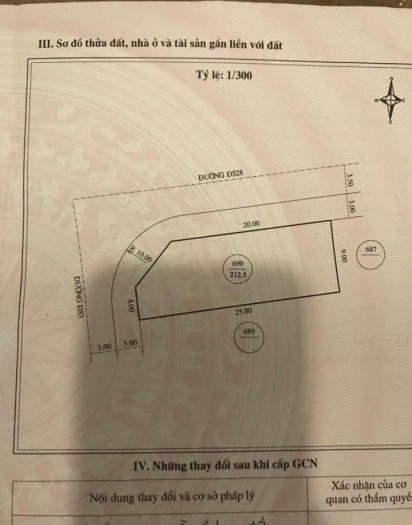 III. Sơ đồ thửa đất, nhà ở và tài sản gắn liền với đất
Tỷ lệ: 1/300
N
W E
S
ĐƯỜNG ĐS28
3.50
3.00
20.00
R 10.00
690
212.5
9.00
687
ĐƯỜNG ĐS3
4.00
25.00
3.00 3.00
689
IV. Những thay đổi sau khi cấp GCN
Nội dung thay đổi và cơ sở pháp lý
Xác nhận của cơ
quan có thẩm quyề